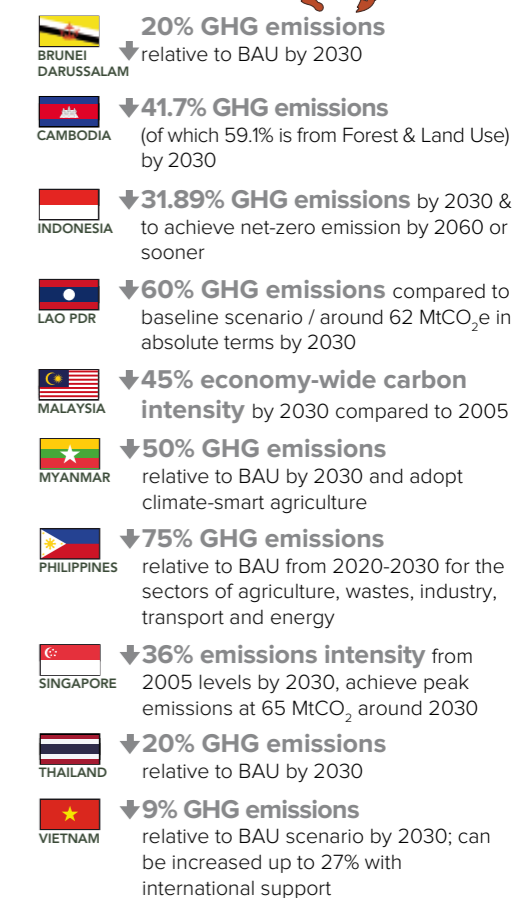 20% GHG emissions
relative to BAU by 2030
BRUNEI
DARUSSALAM
41.7% GHG emissions
CAMBODIA
(of which 59.1% is from Forest & Land Use)
by 2030
31.89% GHG emissions by 2030 &
INDONESIA
to achieve net-zero emission by 2060 or
sooner
60% GHG emissions compared to
LAO PDR
baseline scenario / around 62 MtCO₂e in
absolute terms by 2030
45% economy-wide carbon
MALAYSIA
intensity by 2030 compared to 2005
50% GHG emissions
MYANMAR
relative to BAU by 2030 and adopt
climate-smart agriculture
75% GHG emissions
PHILIPPINES
relative to BAU from 2020-2030 for the
sectors of agriculture, wastes, industry,
transport and energy
36% emissions intensity from
SINGAPORE
2005 levels by 2030, achieve peak
emissions at 65 MtCO₂ around 2030
20% GHG emissions
THAILAND
relative to BAU by 2030
9% GHG emissions
VIETNAM
relative to BAU scenario by 2030; can
be increased up to 27% with
international support